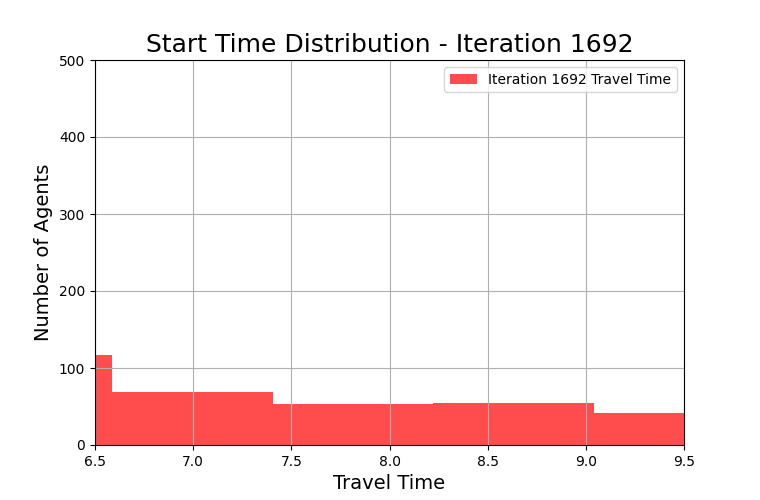 Start Time Distribution - Iteration 1692
Iteration 1692 Travel Time
Number of Agents
500
400
300
200
100
0
6.5 7.0 7.5 8.0 8.5 9.0 9.5
Travel Time